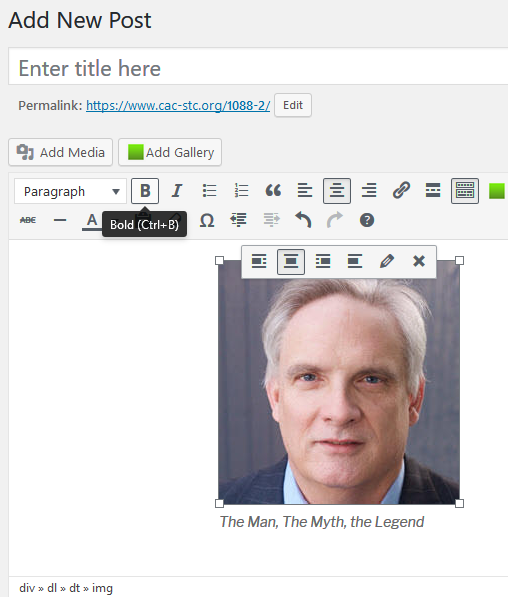 Add New Post
Enter title here
Permalink: https://www.cac-stc.org/1088-2/ Edit
Add Media Add Gallery
Paragraph B I
ABC A Ω ?
Bold (Ctrl+B)
The Man, The Myth, the Legend
div » dl » dt » img